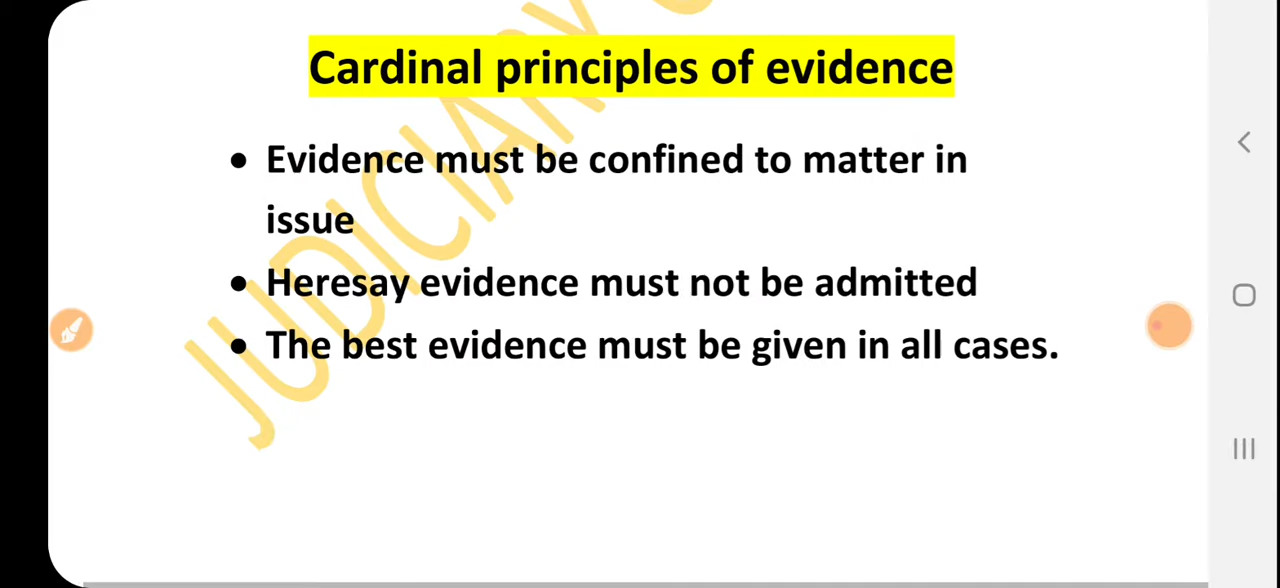 Cardinal principles of evidence
• Evidence must be confined to matter in
issue
• Heresay evidence must not be admitted
• The best evidence must be given in all cases.
JUDICIARY